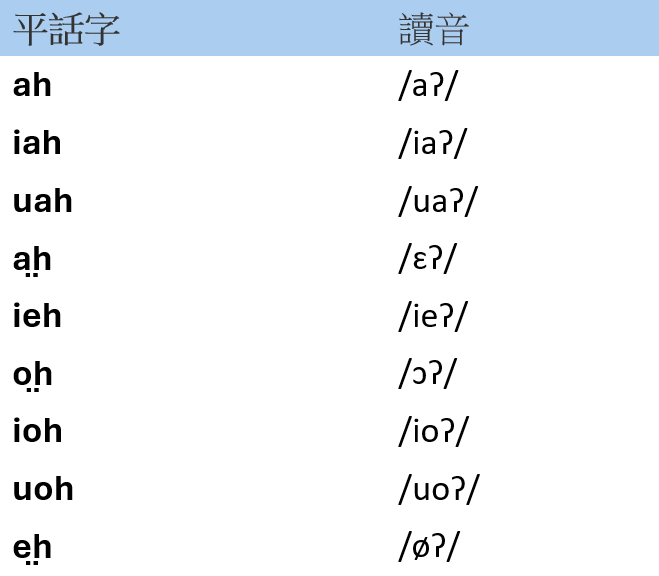 平話字 讀音
ah /aʔ/
iah /iaʔ/
uah /uaʔ/
a̤h /ɛʔ/
ieh /ieʔ/
o̤h /ɔʔ/
ioh /ioʔ/
uoh /uoʔ/
e̤h /øʔ/